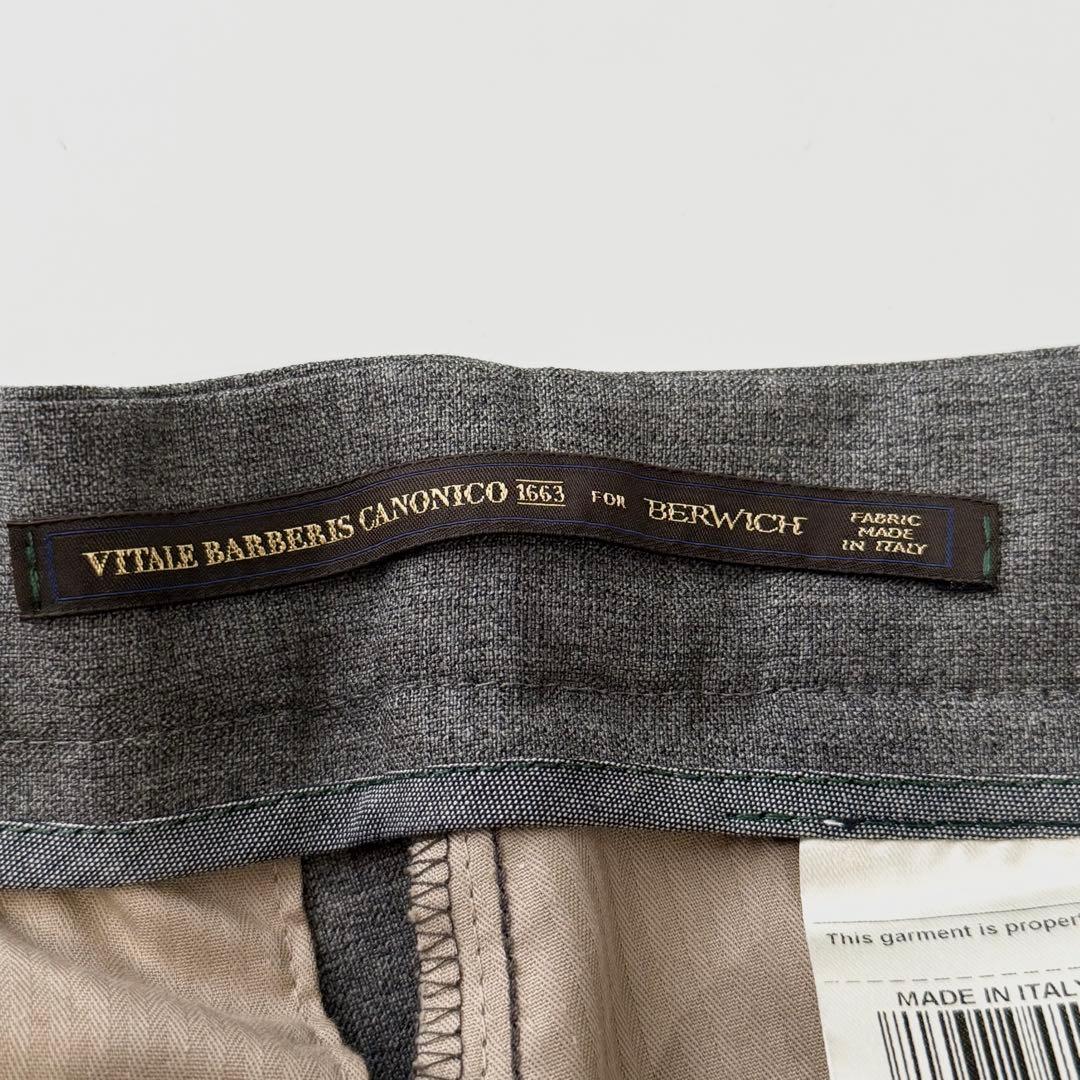 VITALE BARBERIS CANONICO 1663 FOR BERWICH
FABRIC
MADE
IN ITALY
This garment is proper
MADE IN ITALY